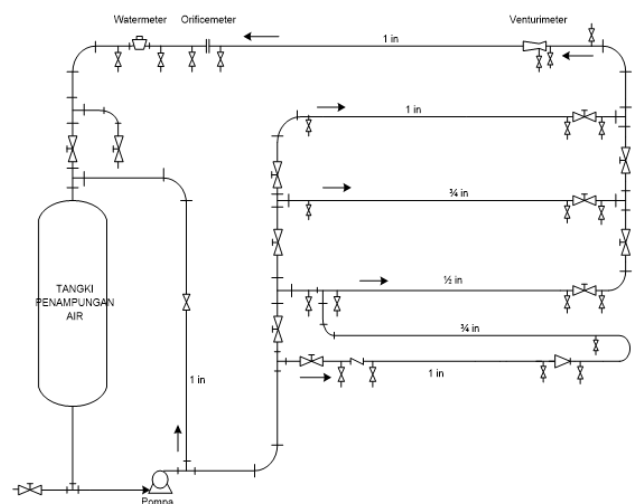 Watermeter
Orificemeter
Venturimeter
1 in
1 in
¾ in
½ in
¾ in
1 in
1 in
TANGKI
PENAMPUNGAN
AIR
Pompa